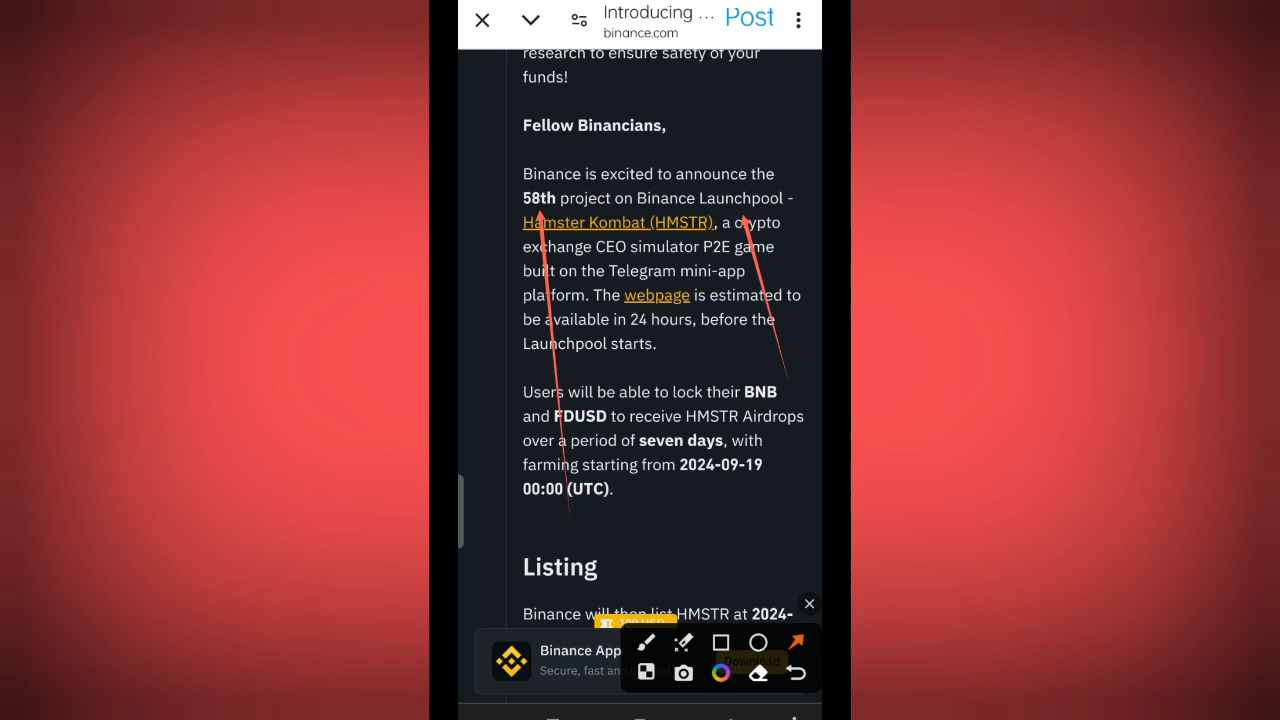 Introducing ...
Post
binance.com
research to ensure safety of your
funds!
Fellow Binancians,
Binance is excited to announce the
58th project on Binance Launchpool -
Hamster Kombat (HMSTR), a crypto
exchange CEO simulator P2E game
built on the Telegram mini-app
platform. The webpage is estimated to
be available in 24 hours, before the
Launchpool starts.
Users will be able to lock their BNB
and FDUSD to receive HMSTR Airdrops
over a period of seven days, with
farming starting from 2024-09-19
00:00 (UTC).
Listing
Binance will then list HMSTR at 2024-
100 USD
Binance App
Download
Secure, fast and